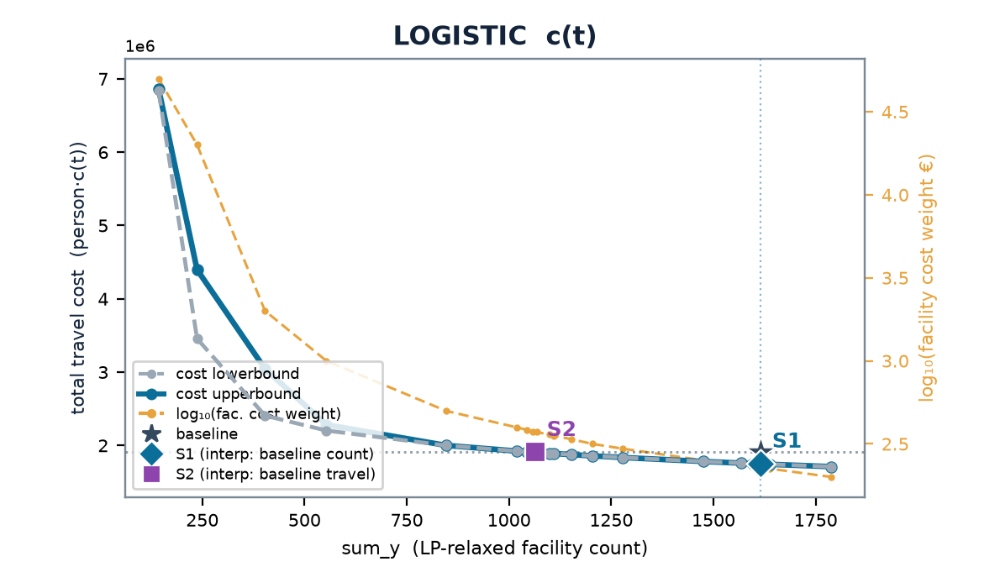 LOGISTIC  c(t)
1e6
7
6
5
4
3
2
total travel cost  (person·c(t))
4.5
4.0
3.5
3.0
2.5
log₁₀(facility cost weight €)
cost lowerbound
cost upperbound
log₁₀(fac. cost weight)
baseline
S1 (interp: baseline count)
S2 (interp: baseline travel)
S2
S1
250
500
750
1000
1250
1500
1750
sum_y  (LP-relaxed facility count)